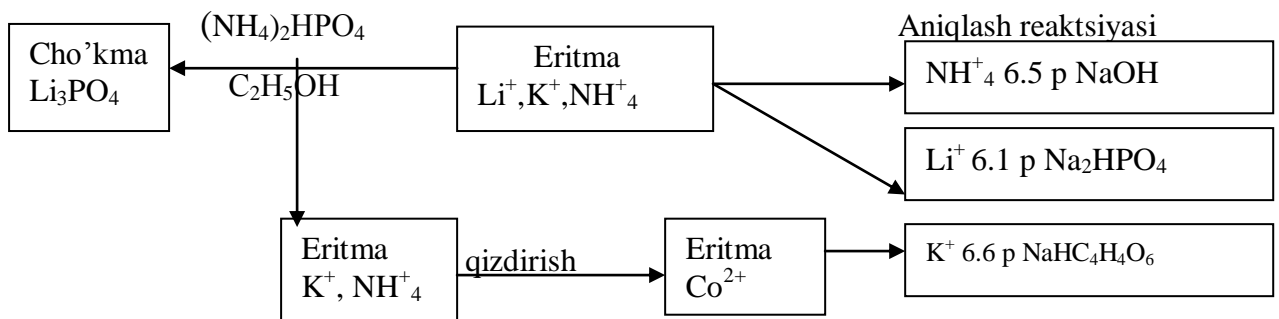 (NH₄)₂HPO₄
C₂H₅OH
Cho’kma
Li₃PO₄
Eritma
Li⁺,K⁺,NH⁺₄
Aniqlash reaktsiyasi
NH⁺₄ 6.5 p NaOH
Li⁺ 6.1 p Na₂HPO₄
Eritma
K⁺, NH⁺₄
qizdirish
Eritma
Co²⁺
K⁺ 6.6 p NaHC₄H₄O₆